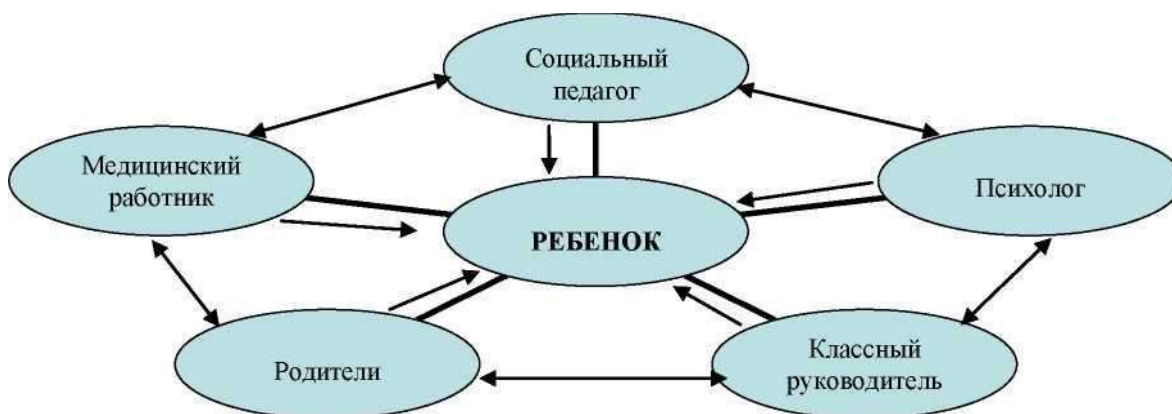 Социальный
педагог
Медицинский
работник
Психолог
РЕБЕНОК
Родители
Классный
руководитель